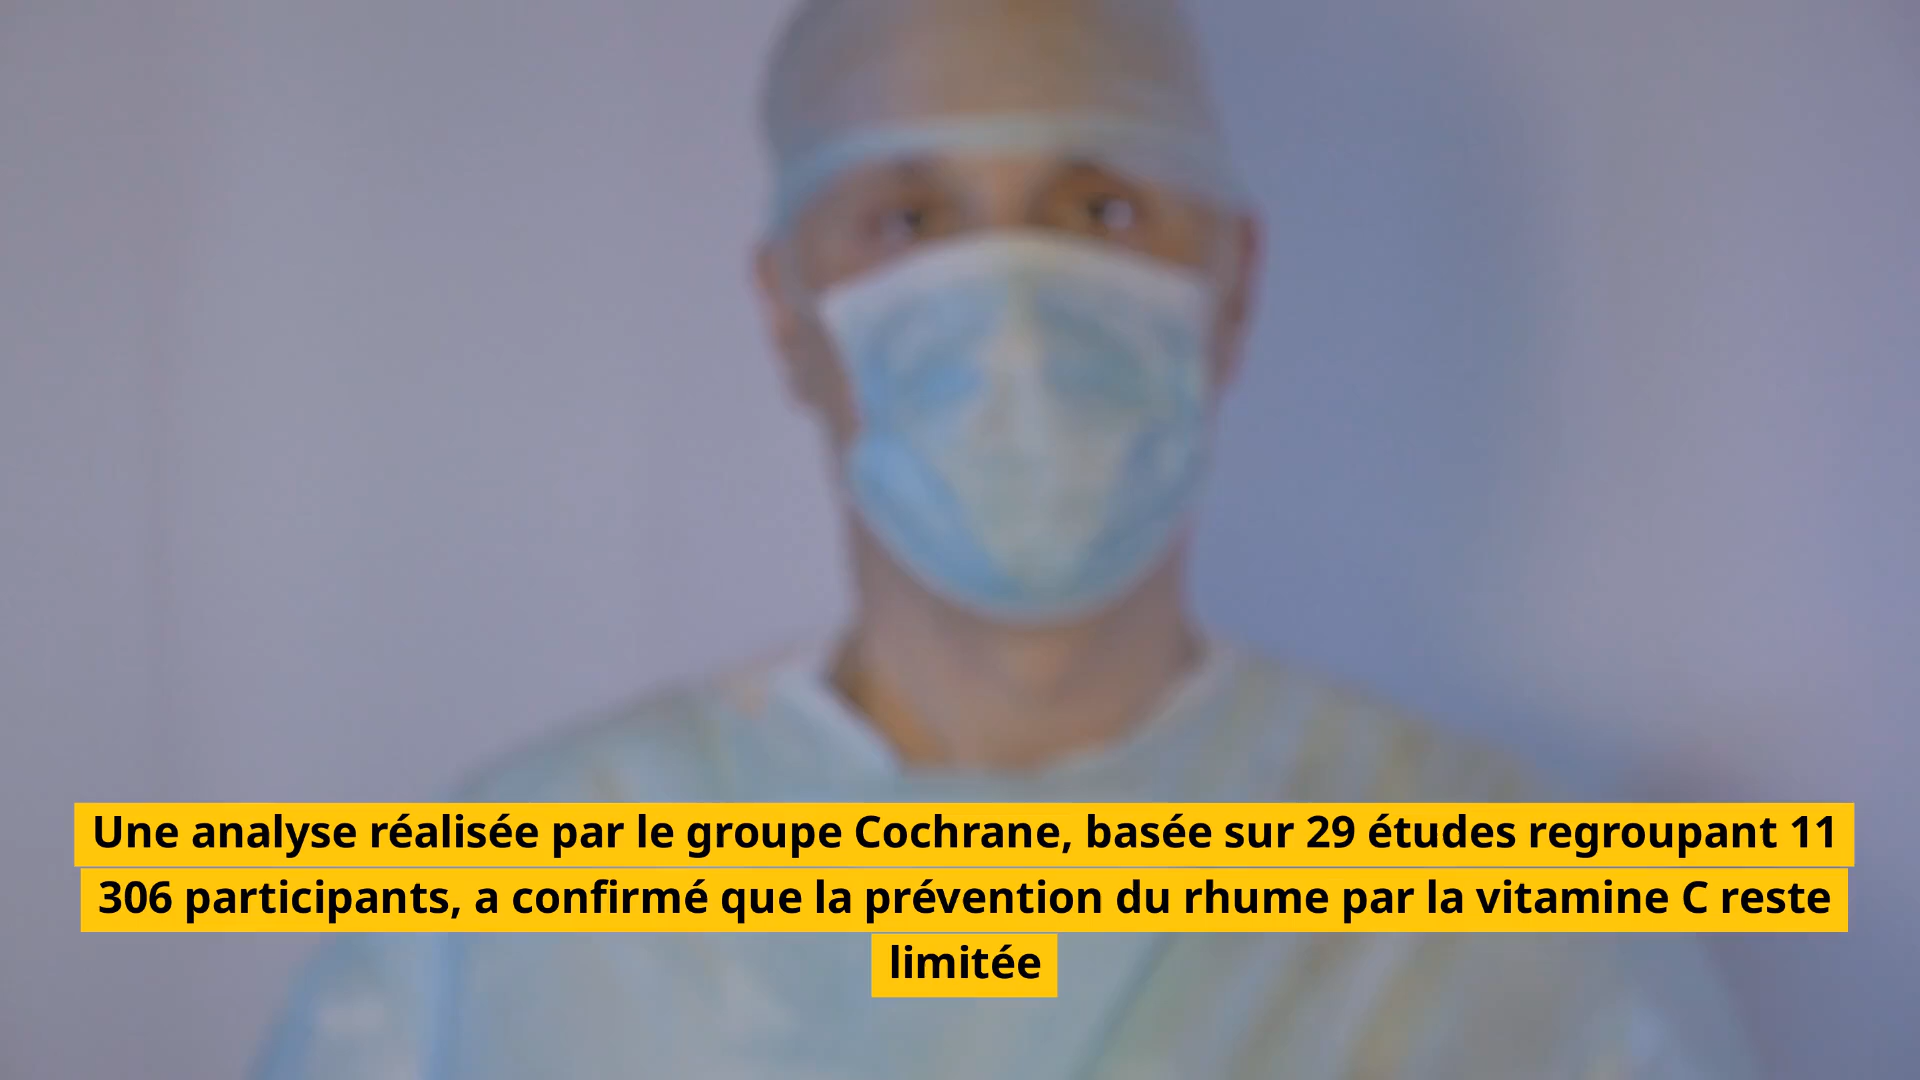 Une analyse réalisée par le groupe Cochrane, basée sur 29 études regroupant 11
306 participants, a confirmé que la prévention du rhume par la vitamine C reste
limitée